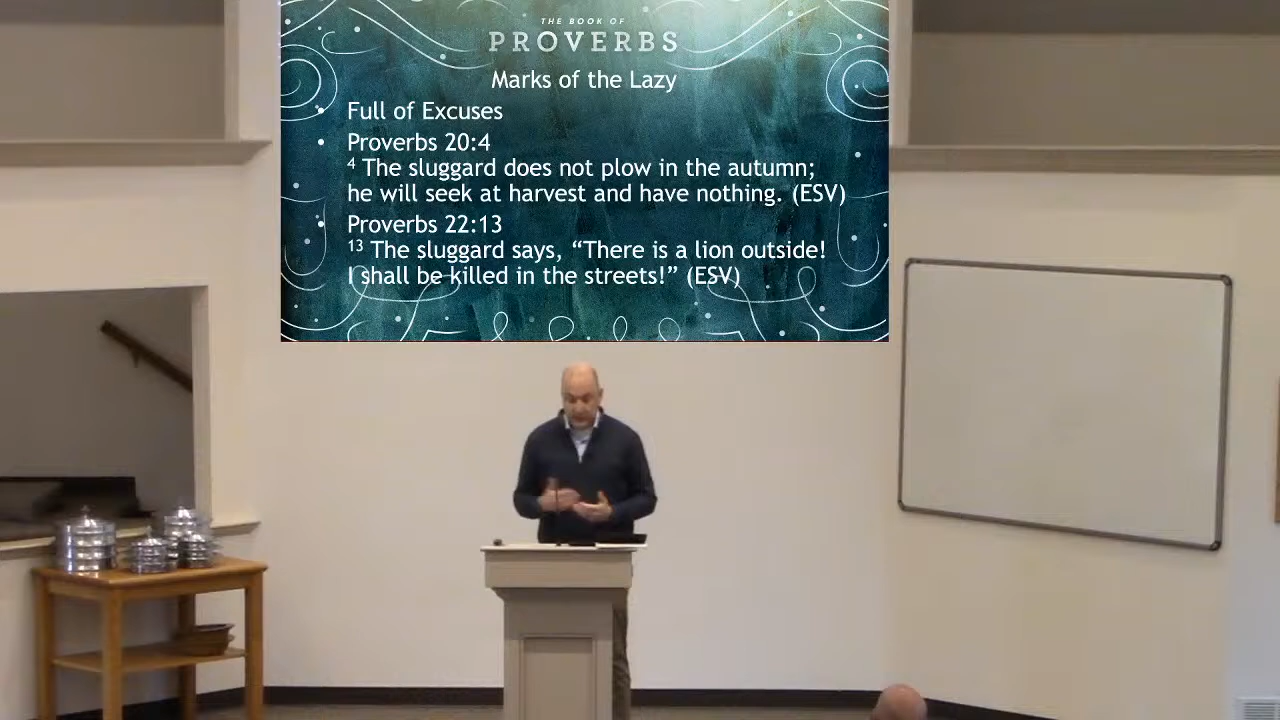 THE BOOK OF
PROVERBS
Marks of the Lazy
• Full of Excuses
• Proverbs 20:4
⁴ The sluggard does not plow in the autumn;
he will seek at harvest and have nothing. (ESV)
• Proverbs 22:13
¹³ The sluggard says, “There is a lion outside!
I shall be killed in the streets!” (ESV)